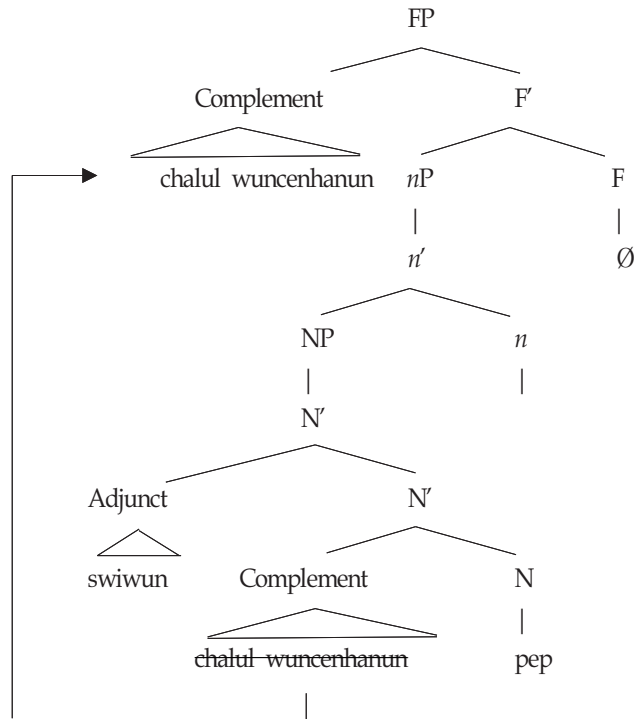 FP
Complement F′
chalul wuncenhanun nP F
n′ Ø
NP n
N′
Adjunct N′
swiwun Complement N
chalul wuncenhanun pep